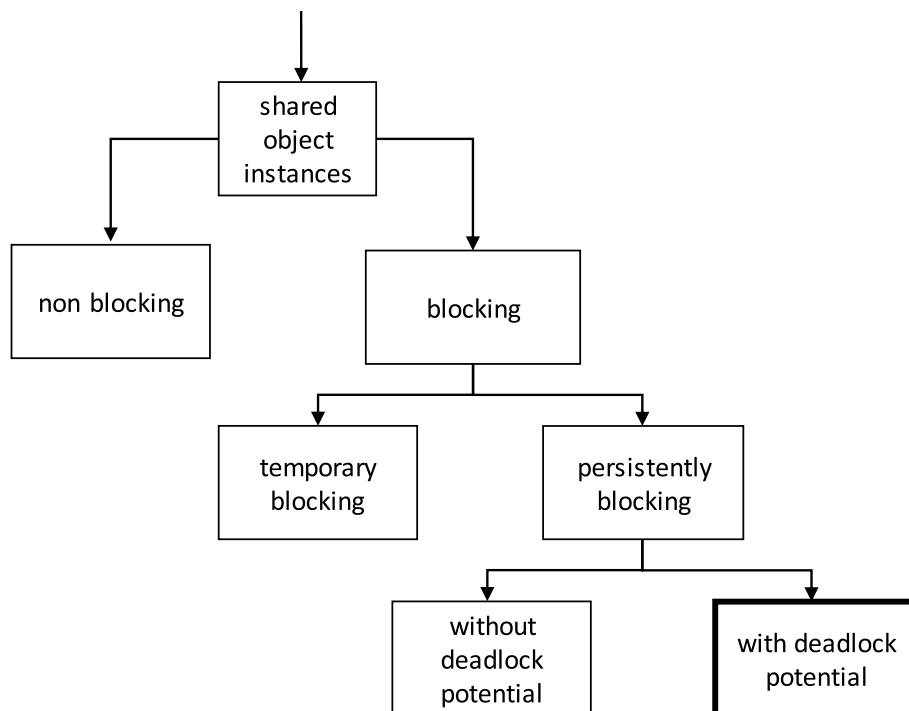 shared
object
instances
non blocking
blocking
temporary
blocking
persistently
blocking
without
deadlock
potential
with deadlock
potential